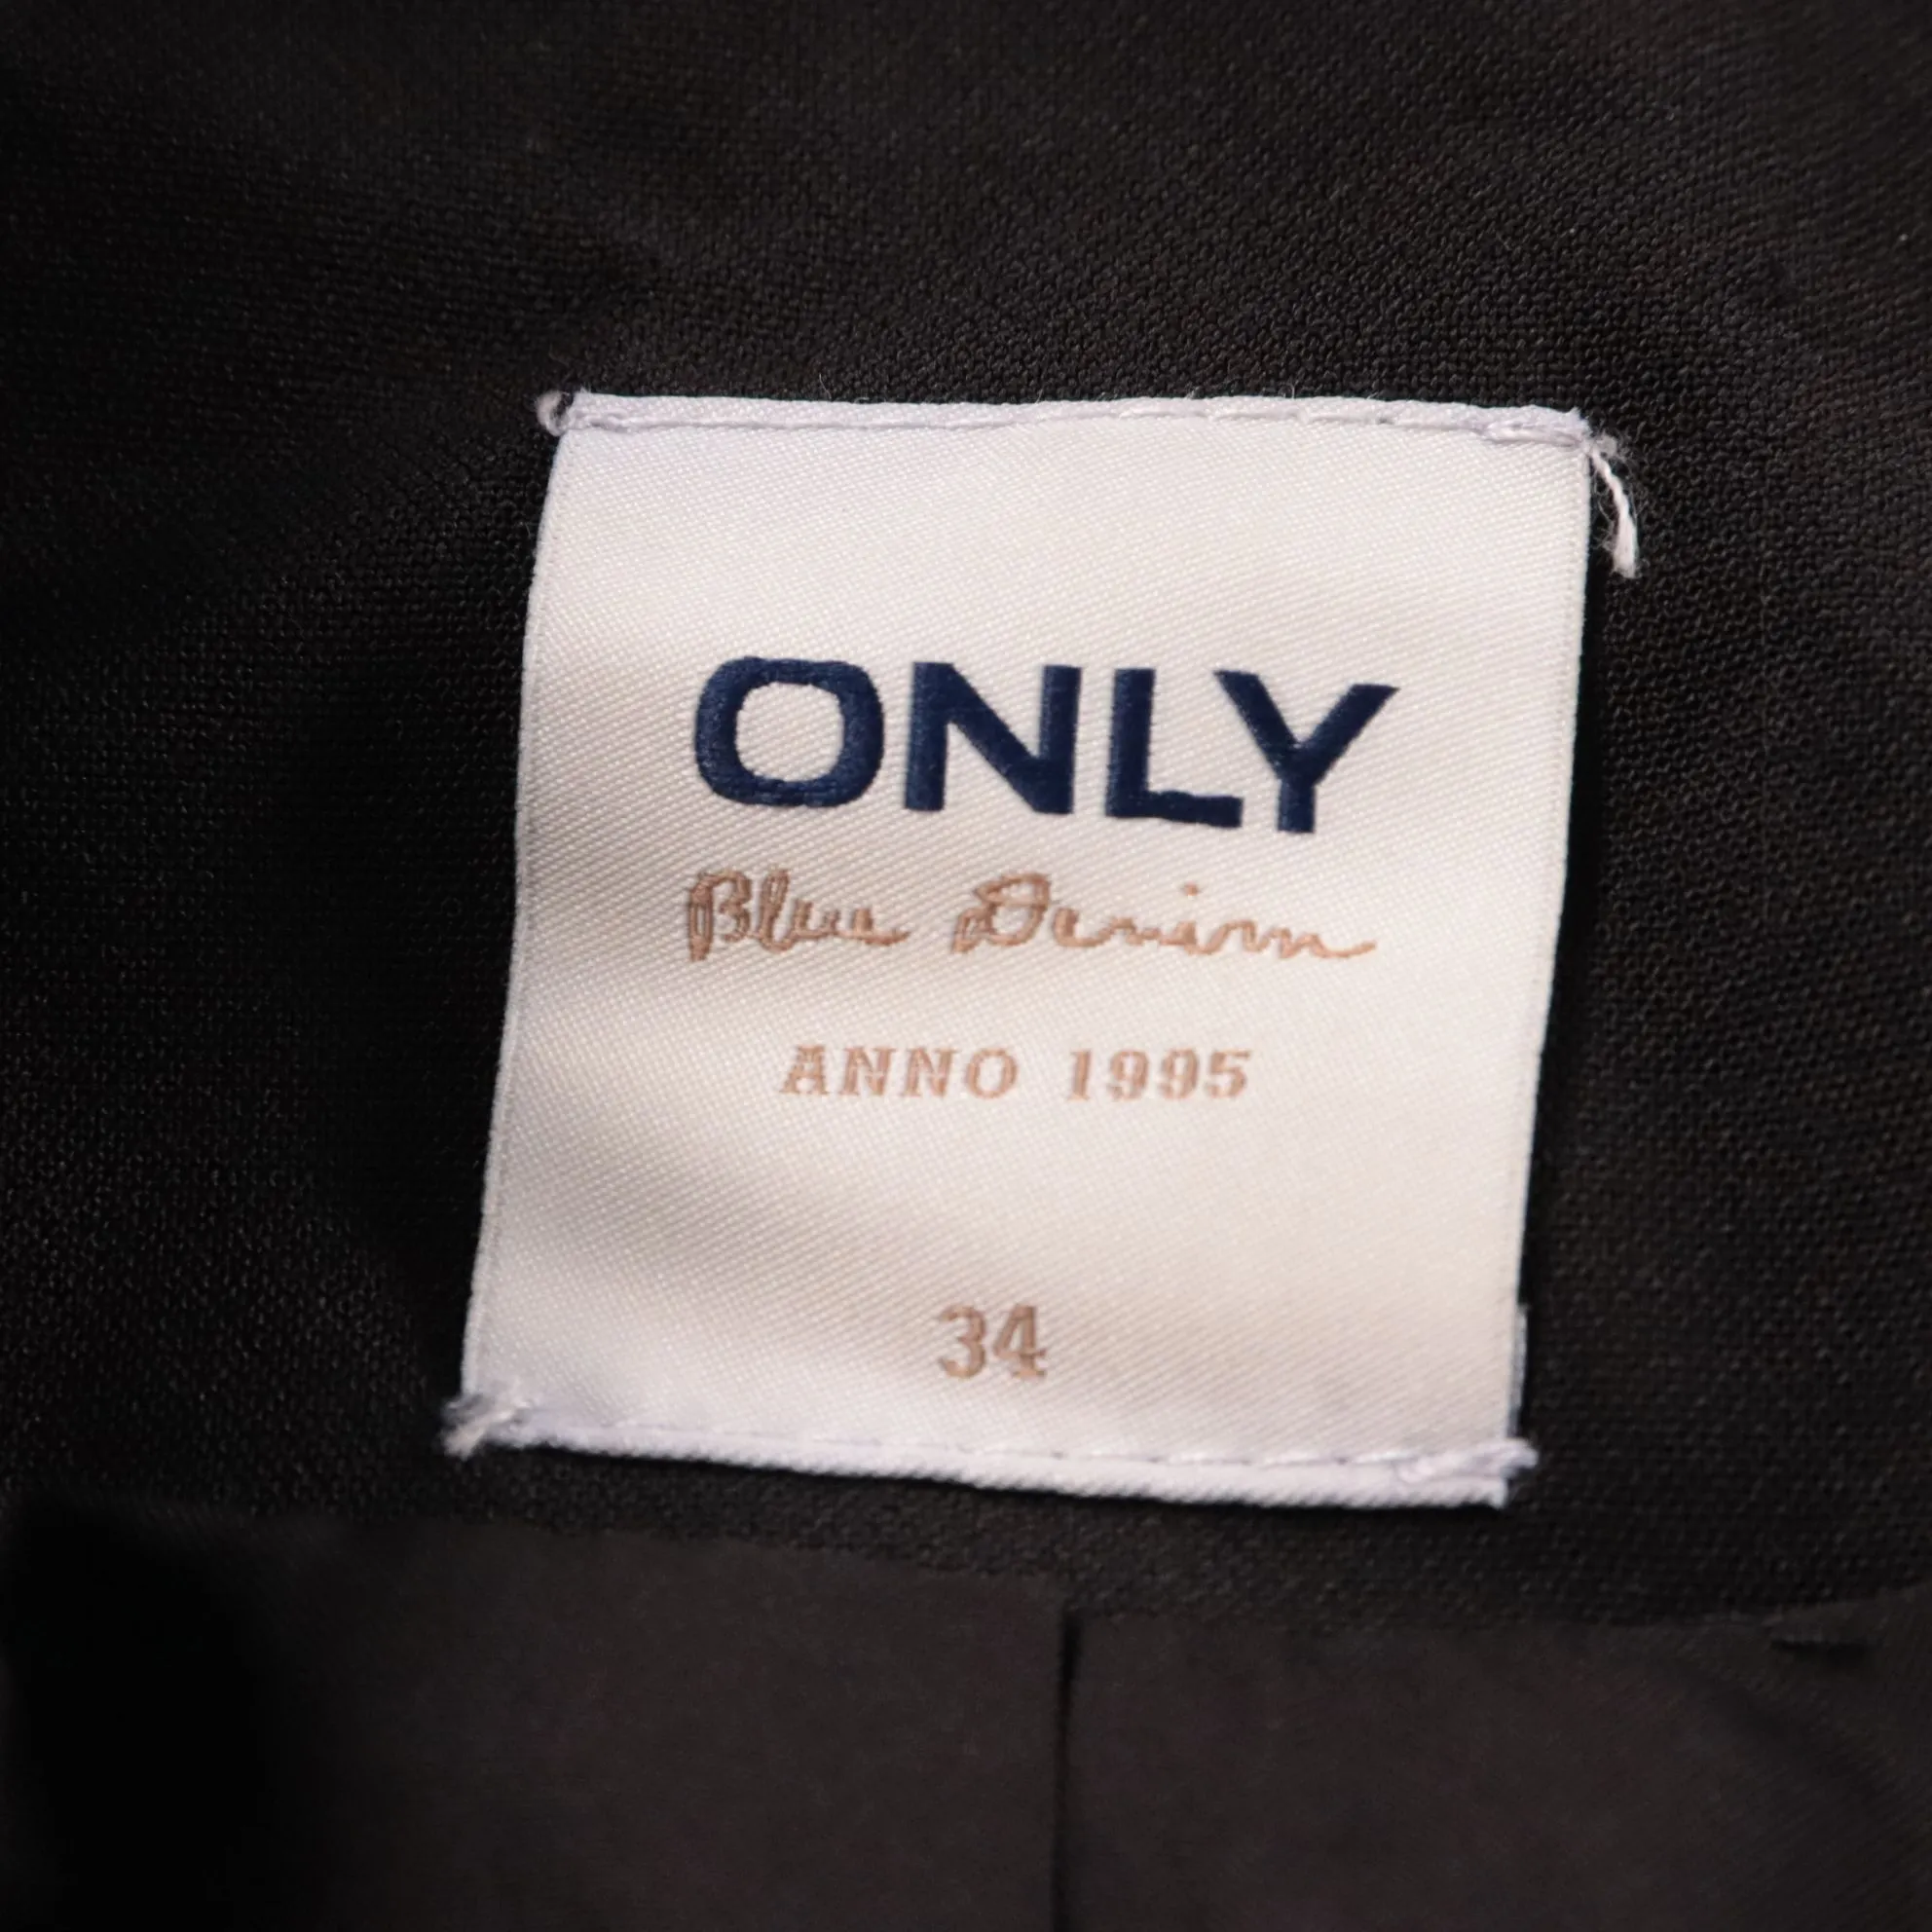 ONLY
Blue Denim
ANNO 1995
34